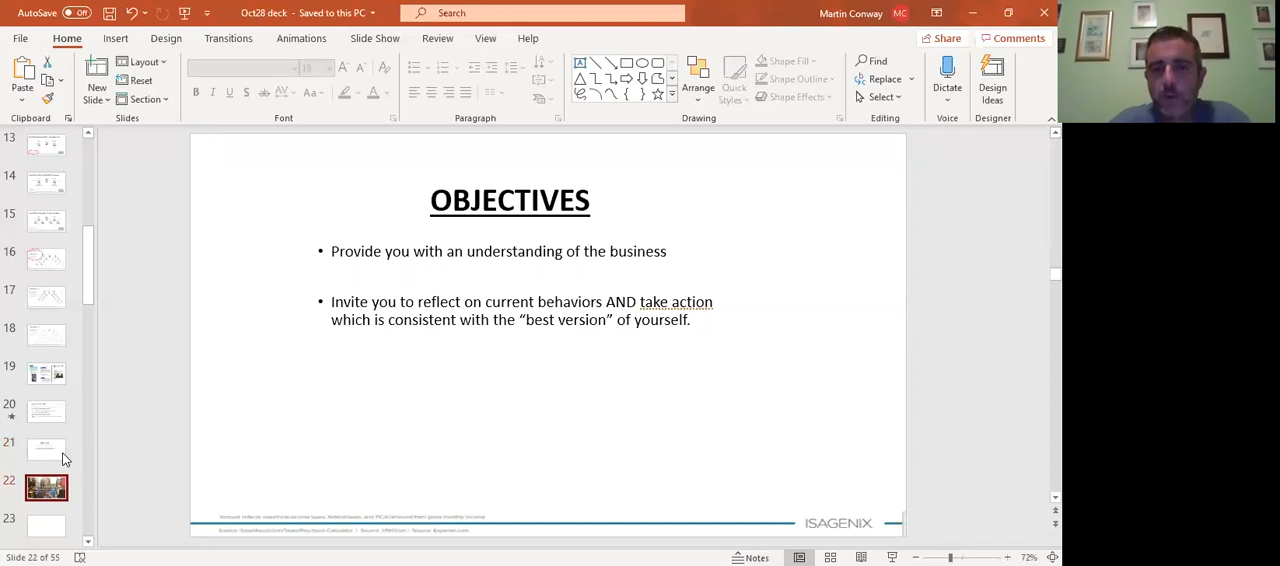 AutoSave Off Oct28 deck - Saved to this PC Search Martin Conway MC
File Home Insert Design Transitions Animations Slide Show Review View Help Share Comments
Paste
Clipboard
New
Slide
Layout
Reset
Section
Slides
18
B I U S ab AV Aa A
Font
Paragraph
Arrange
Quick
Styles
Shape Fill
Shape Outline
Shape Effects
Drawing
Find
Replace
Select
Editing
Dictate
Voice
Design
Ideas
Designer
13
14
15
16
17
18
19
20
21
22
23
OBJECTIVES
• Provide you with an understanding of the business
• Invite you to reflect on current behaviors AND take action
which is consistent with the “best version” of yourself.
ISAGENIX
Slide 22 of 55 Notes 72%